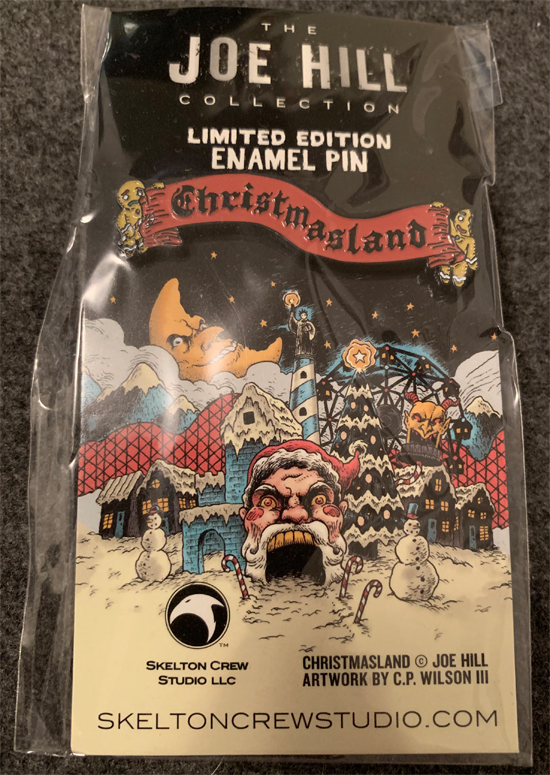 THE
JOE HILL
COLLECTION
LIMITED EDITION
ENAMEL PIN
Christmasland
TM
SKELTON CREW
STUDIO LLC
CHRISTMASLAND © JOE HILL
ARTWORK BY C.P. WILSON III
SKELTONCREWSTUDIO.COM